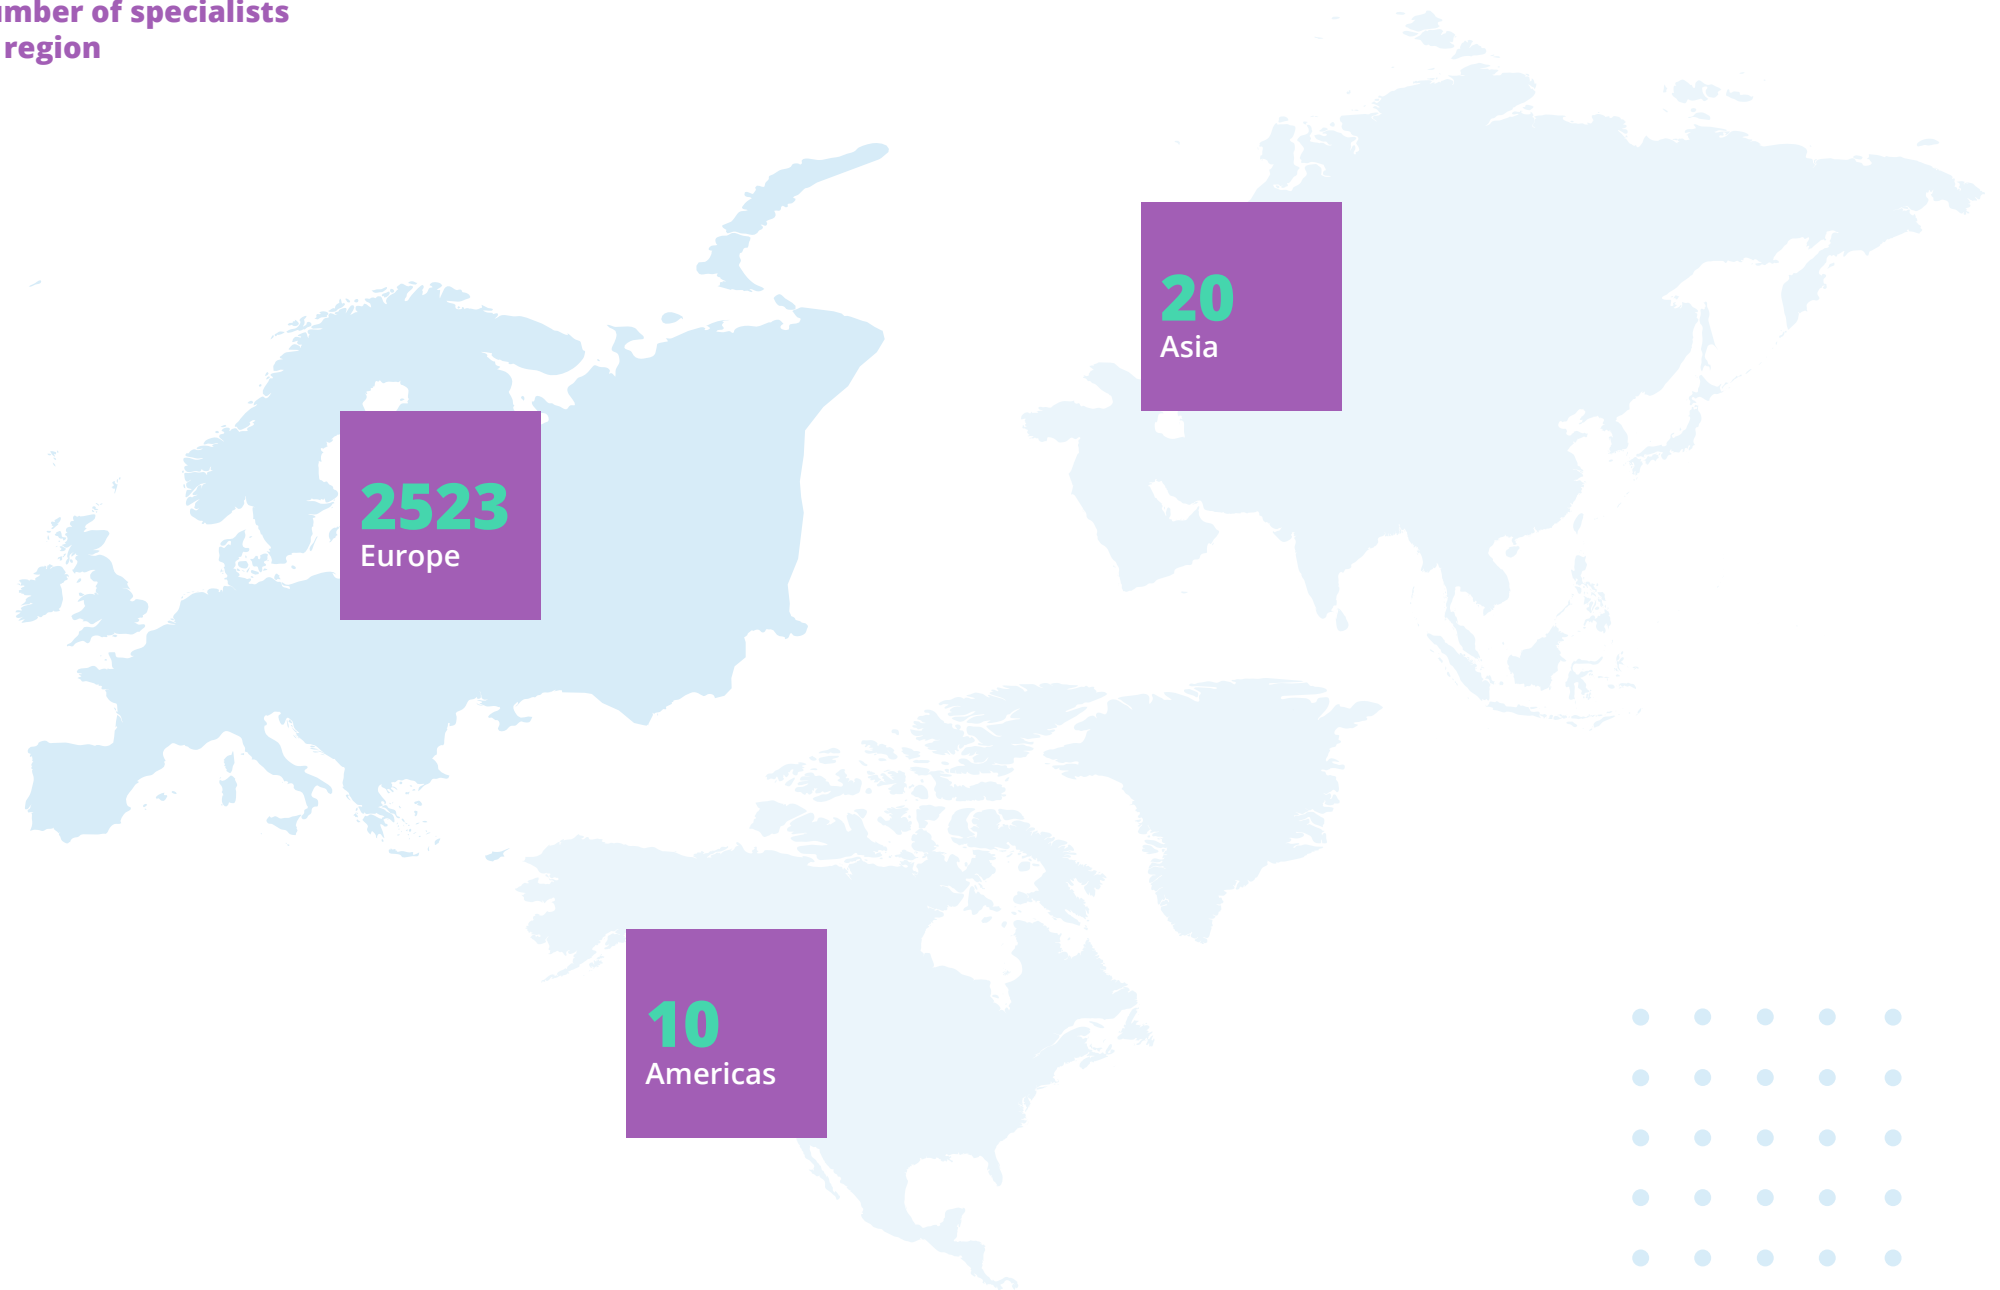 umber of specialists
region
20
Asia
2523
Europe
10
Americas